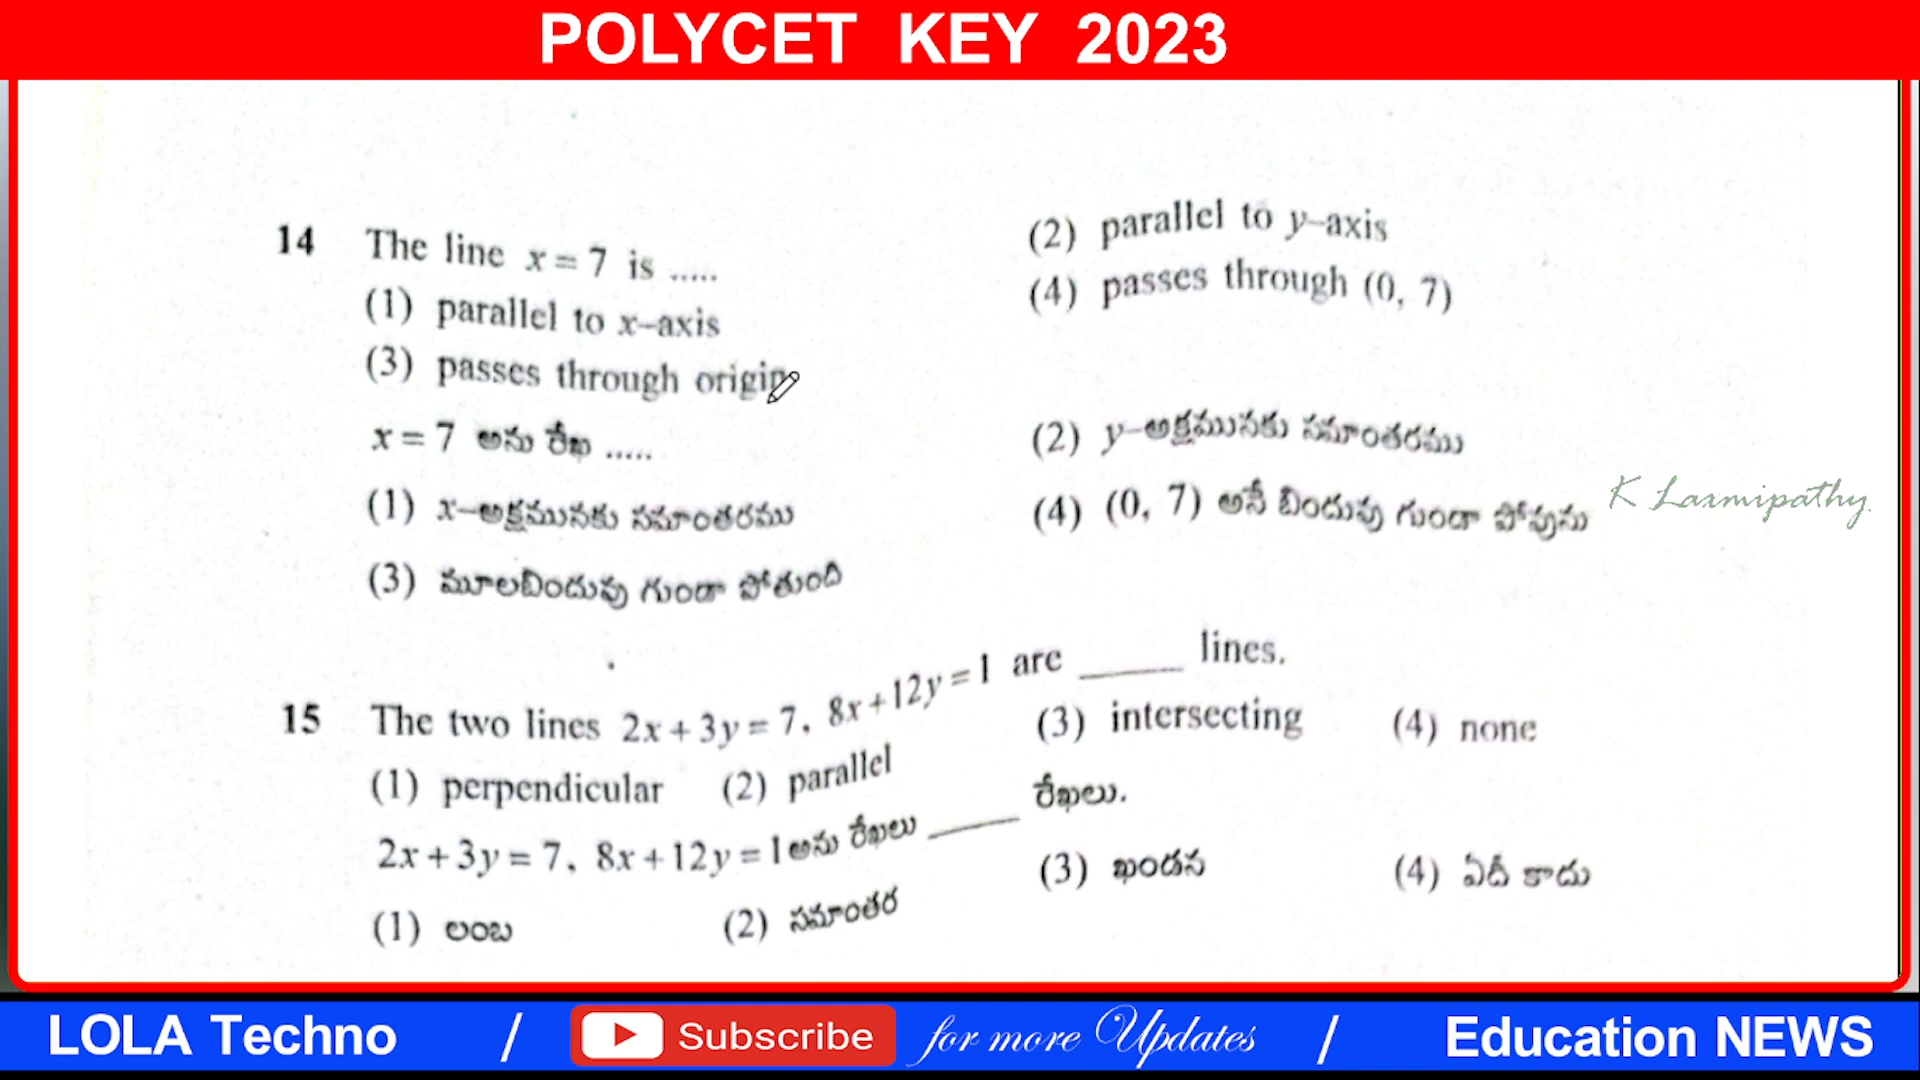 POLYCET KEY 2023
14 The line x = 7 is .....
(1) parallel to x–axis (2) parallel to y–axis
(3) passes through origin (4) passes through (0, 7)
x = 7 అను రేఖ .....
(1) x–అక్షమునకు సమాంతరము (2) y–అక్షమునకు సమాంతరము
(3) మూలబిందువు గుండా పోతుంది (4) (0, 7) అనే బిందువు గుండా పోవును
K Laxmipathy.
15 The two lines 2x + 3y = 7, 8x + 12y = 1 are _____ lines.
(1) perpendicular (2) parallel (3) intersecting (4) none
2x + 3y = 7, 8x + 12y = 1 అను రేఖలు _____ రేఖలు.
(1) లంబ (2) సమాంతర (3) ఖండన (4) ఏదీ కాదు
LOLA Techno / Subscribe for more Updates / Education NEWS